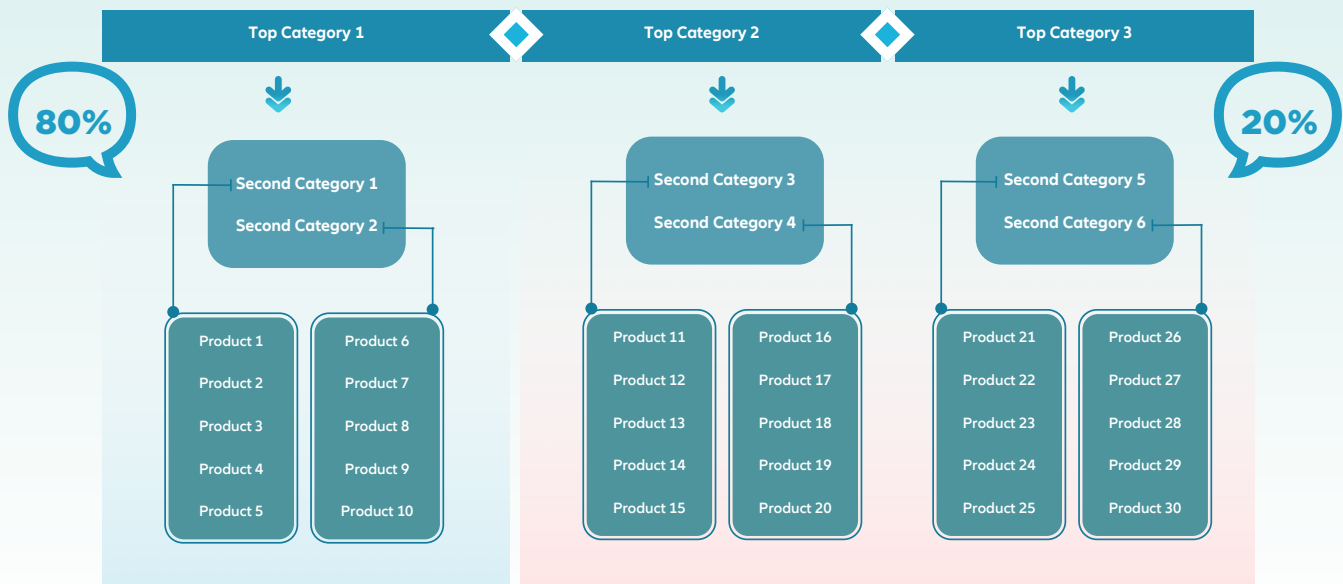 Top Category 1
Top Category 2
Top Category 3
80%
20%
Second Category 1
Second Category 2
Second Category 3
Second Category 4
Second Category 5
Second Category 6
Product 1
Product 2
Product 3
Product 4
Product 5
Product 6
Product 7
Product 8
Product 9
Product 10
Product 11
Product 12
Product 13
Product 14
Product 15
Product 16
Product 17
Product 18
Product 19
Product 20
Product 21
Product 22
Product 23
Product 24
Product 25
Product 26
Product 27
Product 28
Product 29
Product 30